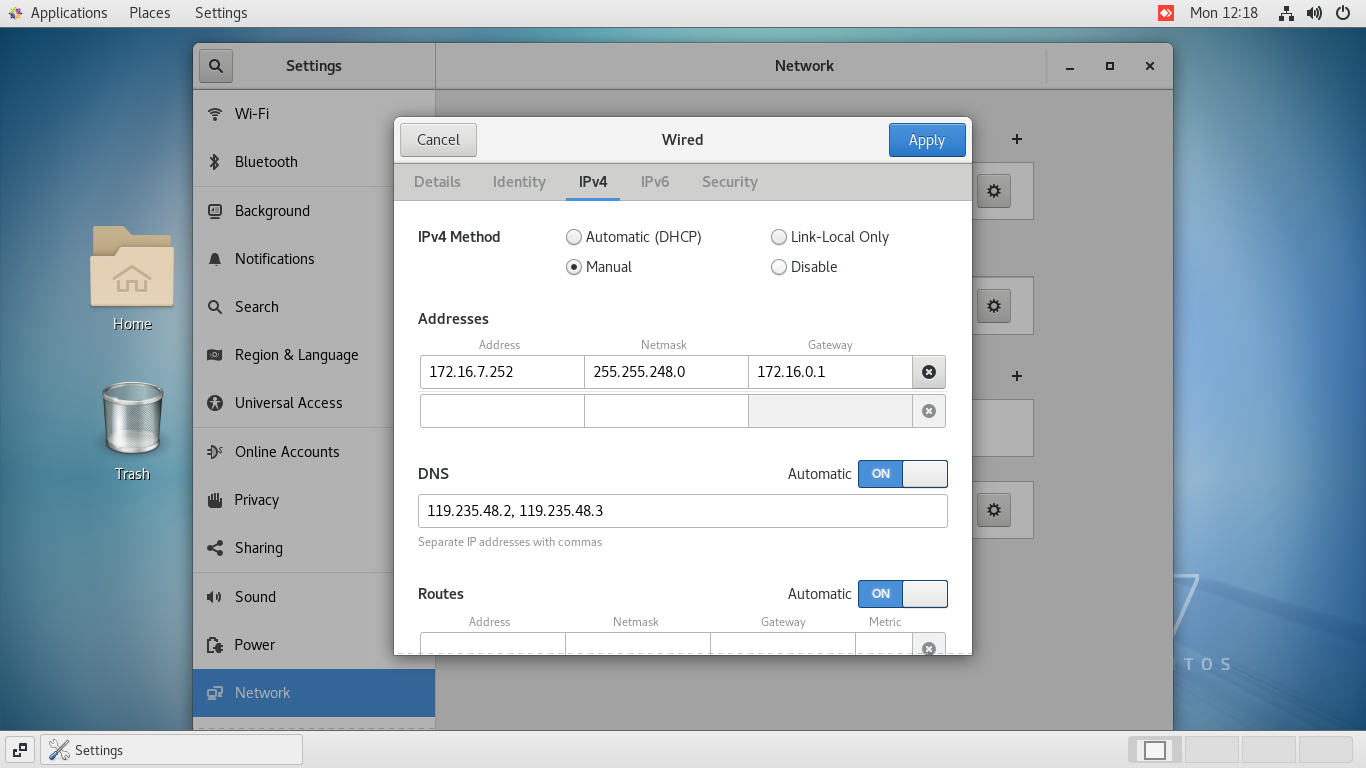 Applications Places Settings Mon 12:18
Settings Network
Wi-Fi
Bluetooth
Background
Notifications
Search
Region & Language
Universal Access
Online Accounts
Privacy
Sharing
Sound
Power
Network
Cancel Wired Apply
Details Identity IPv4 IPv6 Security
IPv4 Method Automatic (DHCP) Link-Local Only
Manual Disable
Addresses
Address Netmask Gateway
172.16.7.252 255.255.248.0 172.16.0.1
DNS Automatic ON
119.235.48.2, 119.235.48.3
Separate IP addresses with commas
Routes Automatic ON
Address Netmask Gateway Metric
Home
Trash
7
TOS
Settings